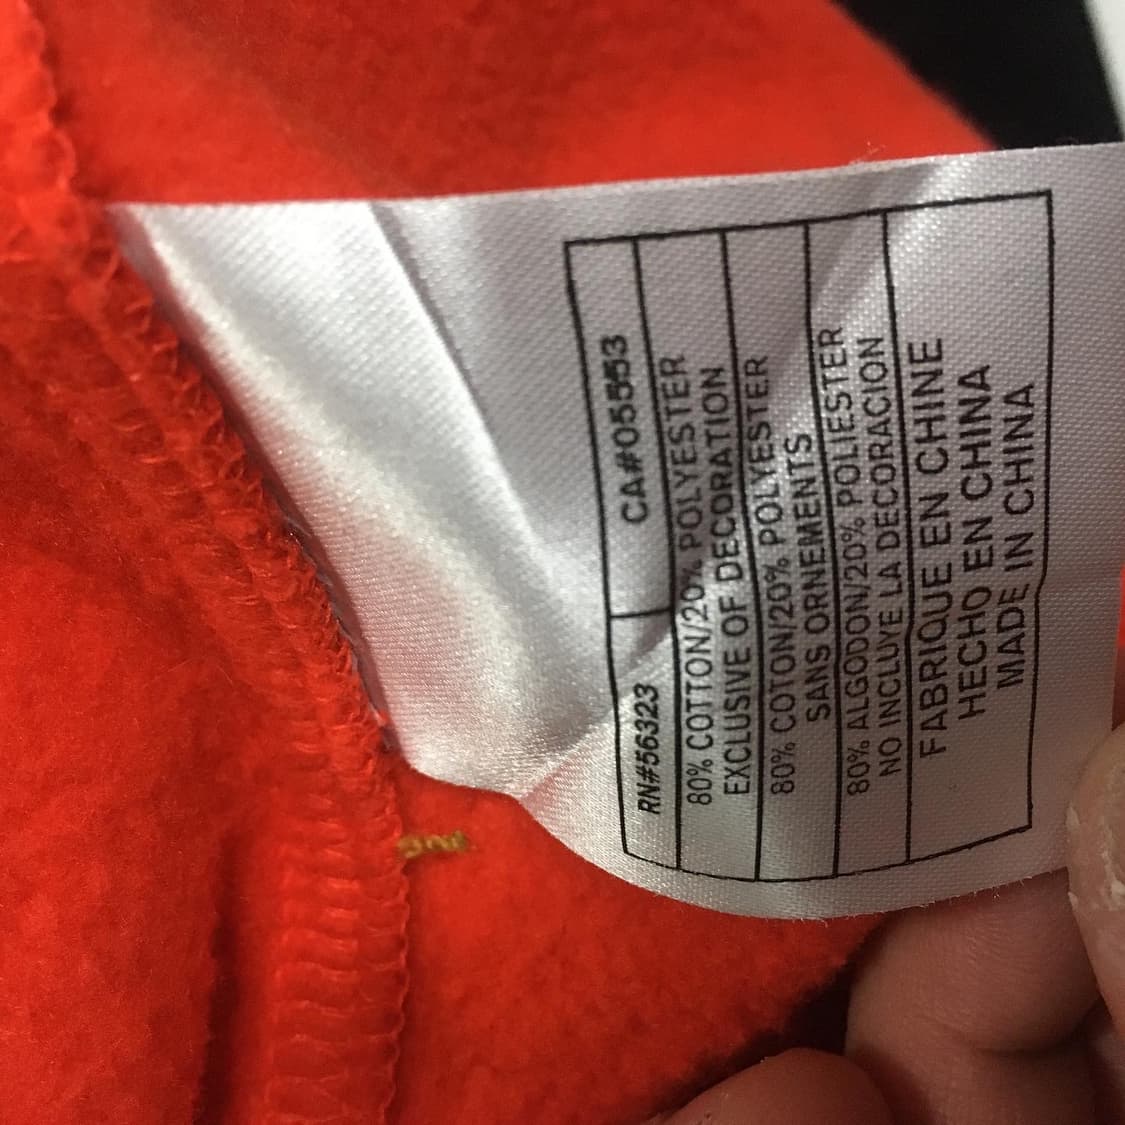 RN#56323 CA#05553
80% COTTON/20% POLYESTER
EXCLUSIVE OF DECORATION
80% COTON/20% POLYESTER
SANS ORNEMENTS
80% ALGODON/20% POLIESTER
NO INCLUYE LA DECORACION
FABRIQUE EN CHINE
HECHO EN CHINA
MADE IN CHINA